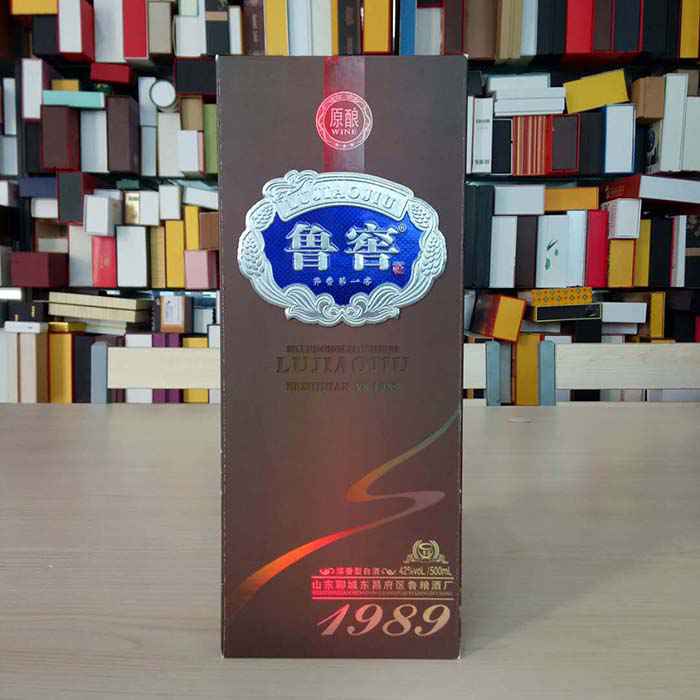 原酿
WINE
LUJIAOJIU
鲁窖®
LUJIAOJIU
浓香型白酒
42%voL./500mL
山东聊城东昌府区鲁粮酒厂
1989